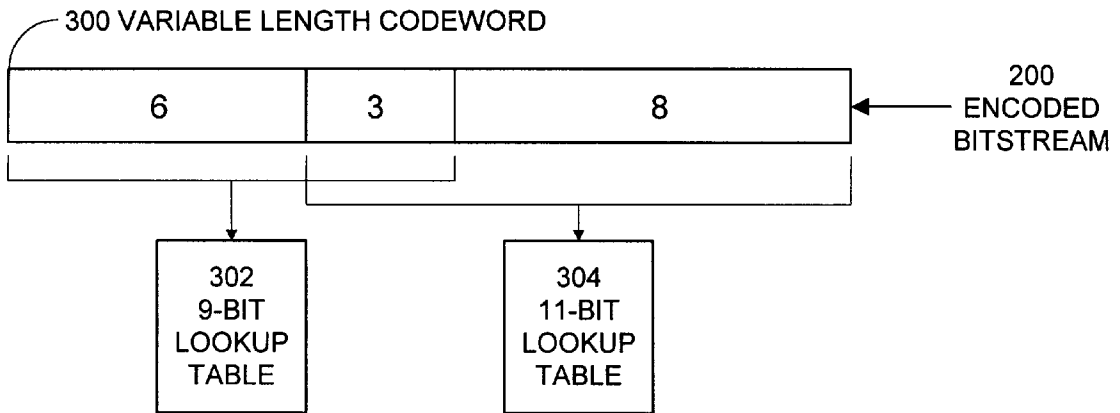 300 VARIABLE LENGTH CODEWORD
6
3
8
200
ENCODED
BITSTREAM
302
9-BIT
LOOKUP
TABLE
304
11-BIT
LOOKUP
TABLE